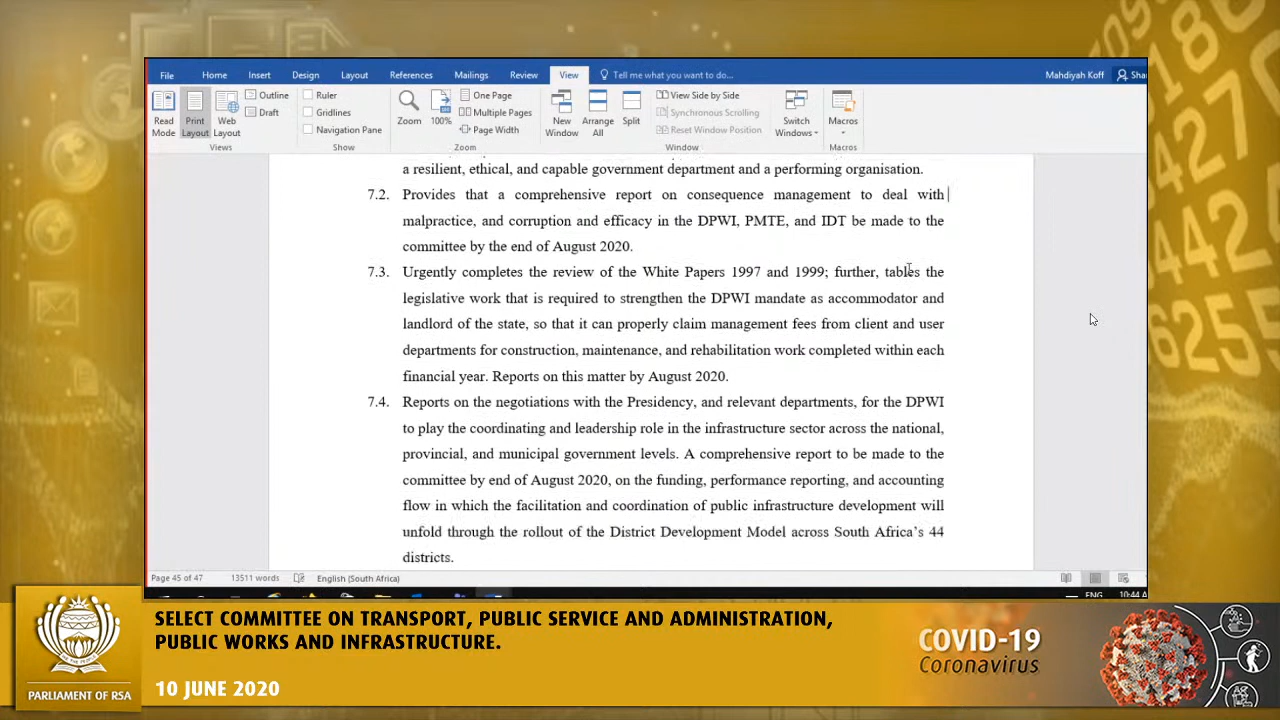 File Home Insert Design Layout References Mailings Review View Tell me what you want to do... Mahdiyah Koff Shar
Read Mode
Print Layout
Web Layout
Outline
Draft
Views
Ruler
Gridlines
Navigation Pane
Show
Zoom
100%
One Page
Multiple Pages
Page Width
Zoom
New Window
Arrange All
Split
View Side by Side
Synchronous Scrolling
Reset Window Position
Window
Switch Windows
Macros
Macros
a resilient, ethical, and capable government department and a performing organisation.
7.2. Provides that a comprehensive report on consequence management to deal with
malpractice, and corruption and efficacy in the DPWI, PMTE, and IDT be made to the
committee by the end of August 2020.
7.3. Urgently completes the review of the White Papers 1997 and 1999; further, tables the
legislative work that is required to strengthen the DPWI mandate as accommodator and
landlord of the state, so that it can properly claim management fees from client and user
departments for construction, maintenance, and rehabilitation work completed within each
financial year. Reports on this matter by August 2020.
7.4. Reports on the negotiations with the Presidency, and relevant departments, for the DPWI
to play the coordinating and leadership role in the infrastructure sector across the national,
provincial, and municipal government levels. A comprehensive report to be made to the
committee by end of August 2020, on the funding, performance reporting, and accounting
flow in which the facilitation and coordination of public infrastructure development will
unfold through the rollout of the District Development Model across South Africa's 44
districts.
Page 45 of 47 13511 words English (South Africa)
ENG 10:44 A
SELECT COMMITTEE ON TRANSPORT, PUBLIC SERVICE AND ADMINISTRATION,
PUBLIC WORKS AND INFRASTRUCTURE.
10 JUNE 2020
PARLIAMENT OF RSA
COVID-19
Coronavirus